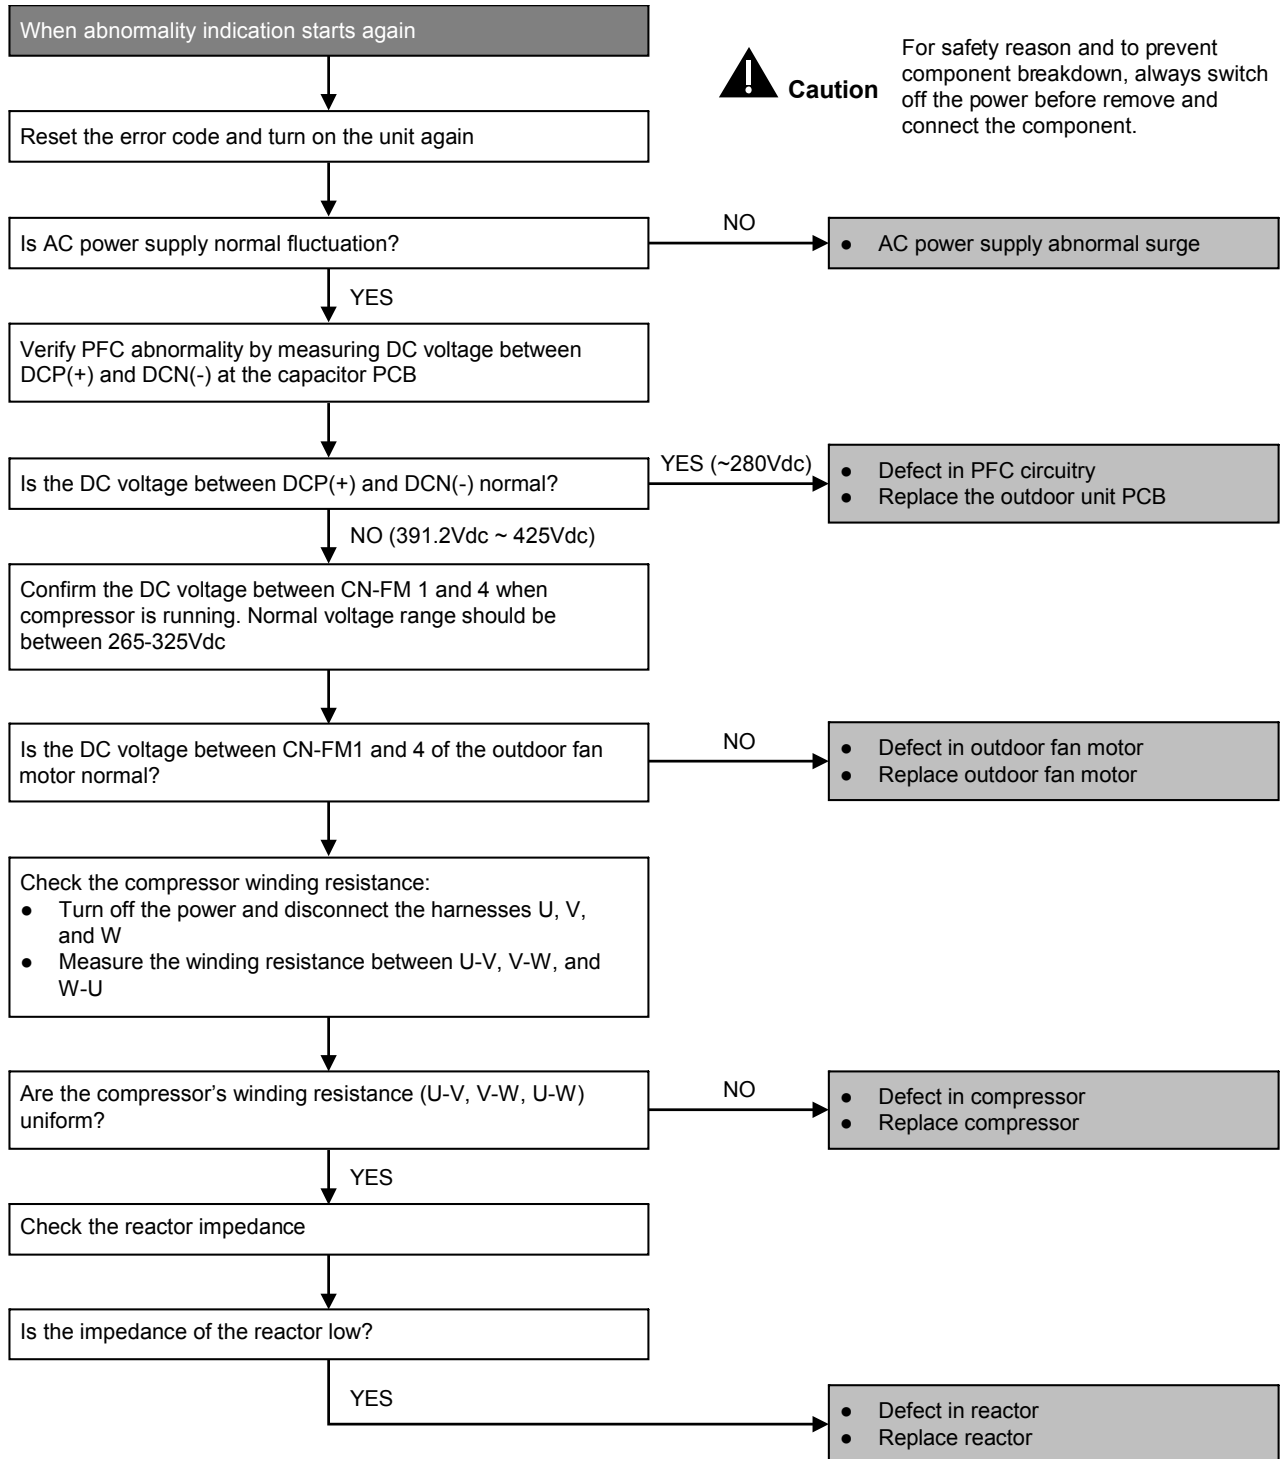 When abnormality indication starts again
For safety reason and to prevent
component breakdown, always switch
off the power before remove and
connect the component.
Caution
Reset the error code and turn on the unit again
Is AC power supply normal fluctuation?
NO
● AC power supply abnormal surge
YES
Verify PFC abnormality by measuring DC voltage between
DCP(+) and DCN(-) at the capacitor PCB
Is the DC voltage between DCP(+) and DCN(-) normal?
YES (~280Vdc)
● Defect in PFC circuitry
● Replace the outdoor unit PCB
NO (391.2Vdc ~ 425Vdc)
Confirm the DC voltage between CN-FM 1 and 4 when
compressor is running. Normal voltage range should be
between 265-325Vdc
Is the DC voltage between CN-FM1 and 4 of the outdoor fan
motor normal?
NO
● Defect in outdoor fan motor
● Replace outdoor fan motor
Check the compressor winding resistance:
● Turn off the power and disconnect the harnesses U, V,
and W
● Measure the winding resistance between U-V, V-W, and
W-U
Are the compressor's winding resistance (U-V, V-W, U-W)
uniform?
NO
● Defect in compressor
● Replace compressor
YES
Check the reactor impedance
Is the impedance of the reactor low?
YES
● Defect in reactor
● Replace reactor